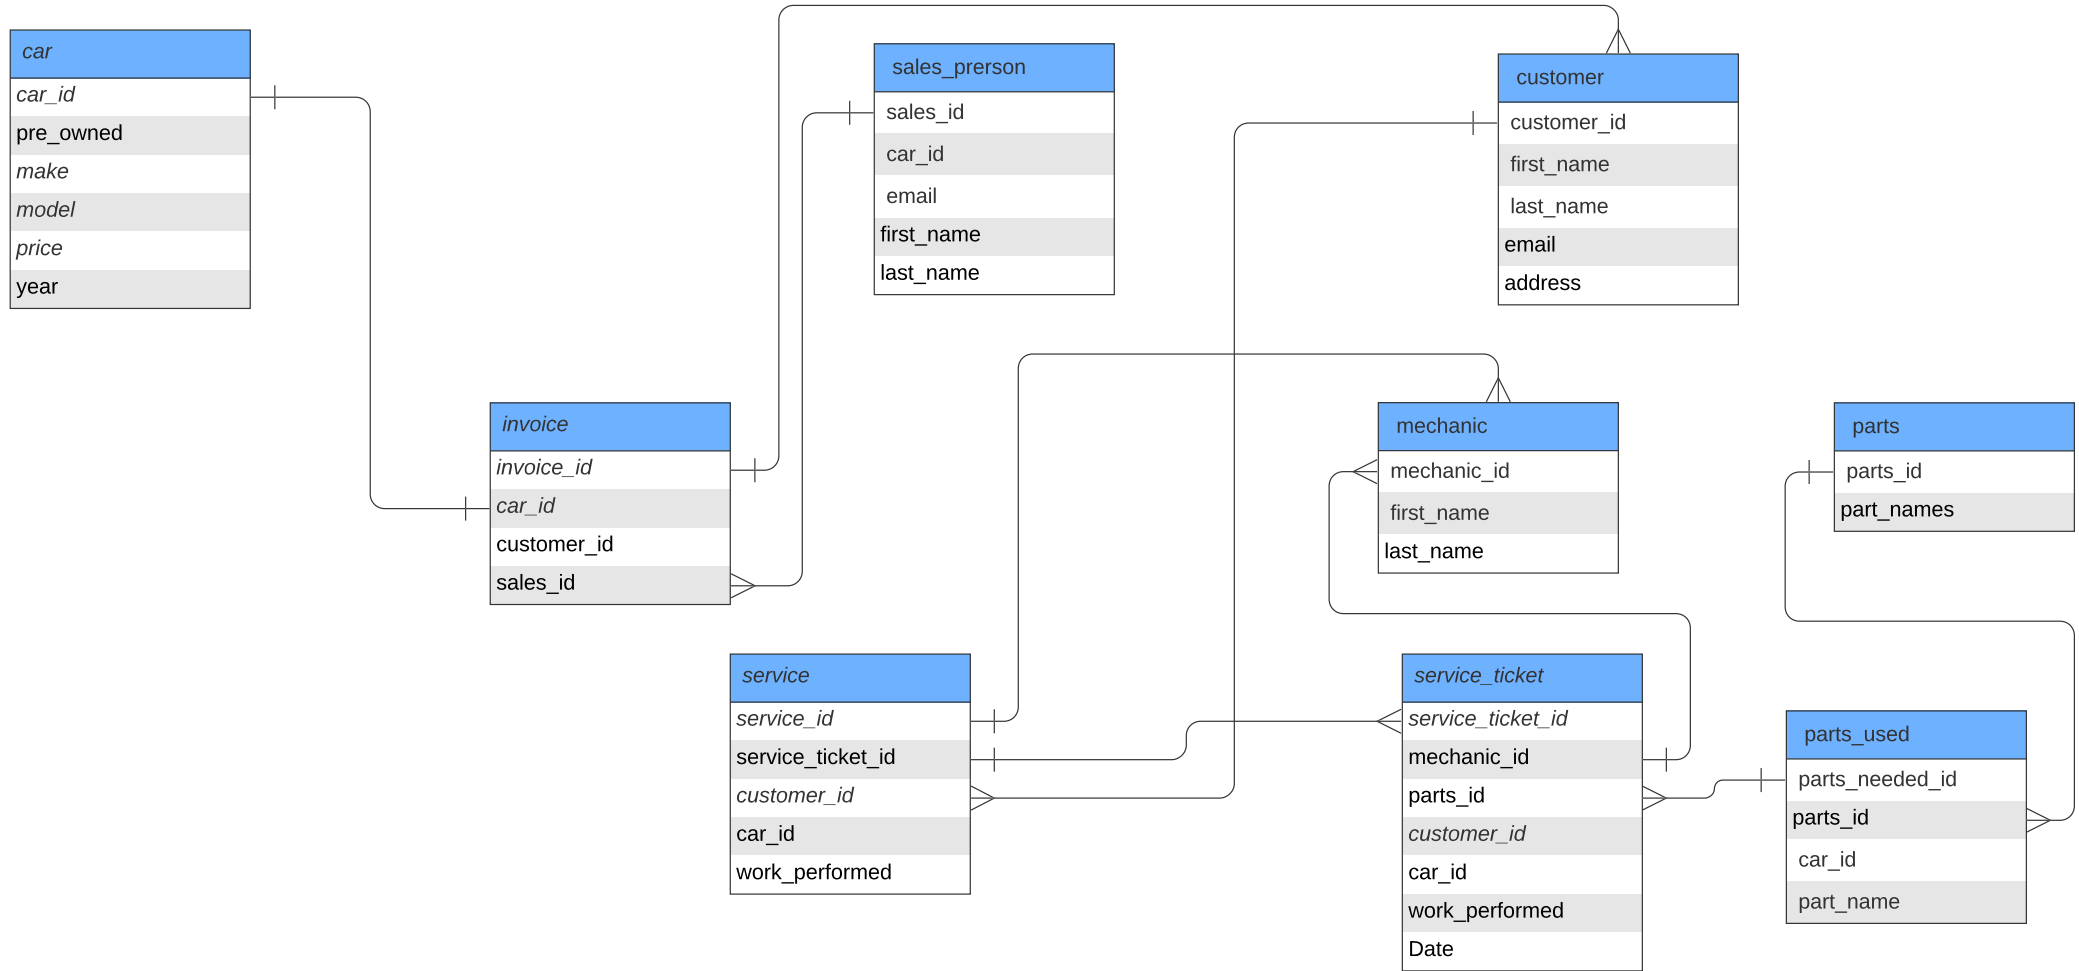 car
car_id
pre_owned
make
model
price
year
sales_prerson
sales_id
car_id
email
first_name
last_name
customer
customer_id
first_name
last_name
email
address
invoice
invoice_id
car_id
customer_id
sales_id
mechanic
mechanic_id
first_name
last_name
parts
parts_id
part_names
service
service_id
service_ticket_id
customer_id
car_id
work_performed
service_ticket
service_ticket_id
mechanic_id
parts_id
customer_id
car_id
work_performed
Date
parts_used
parts_needed_id
parts_id
car_id
part_name